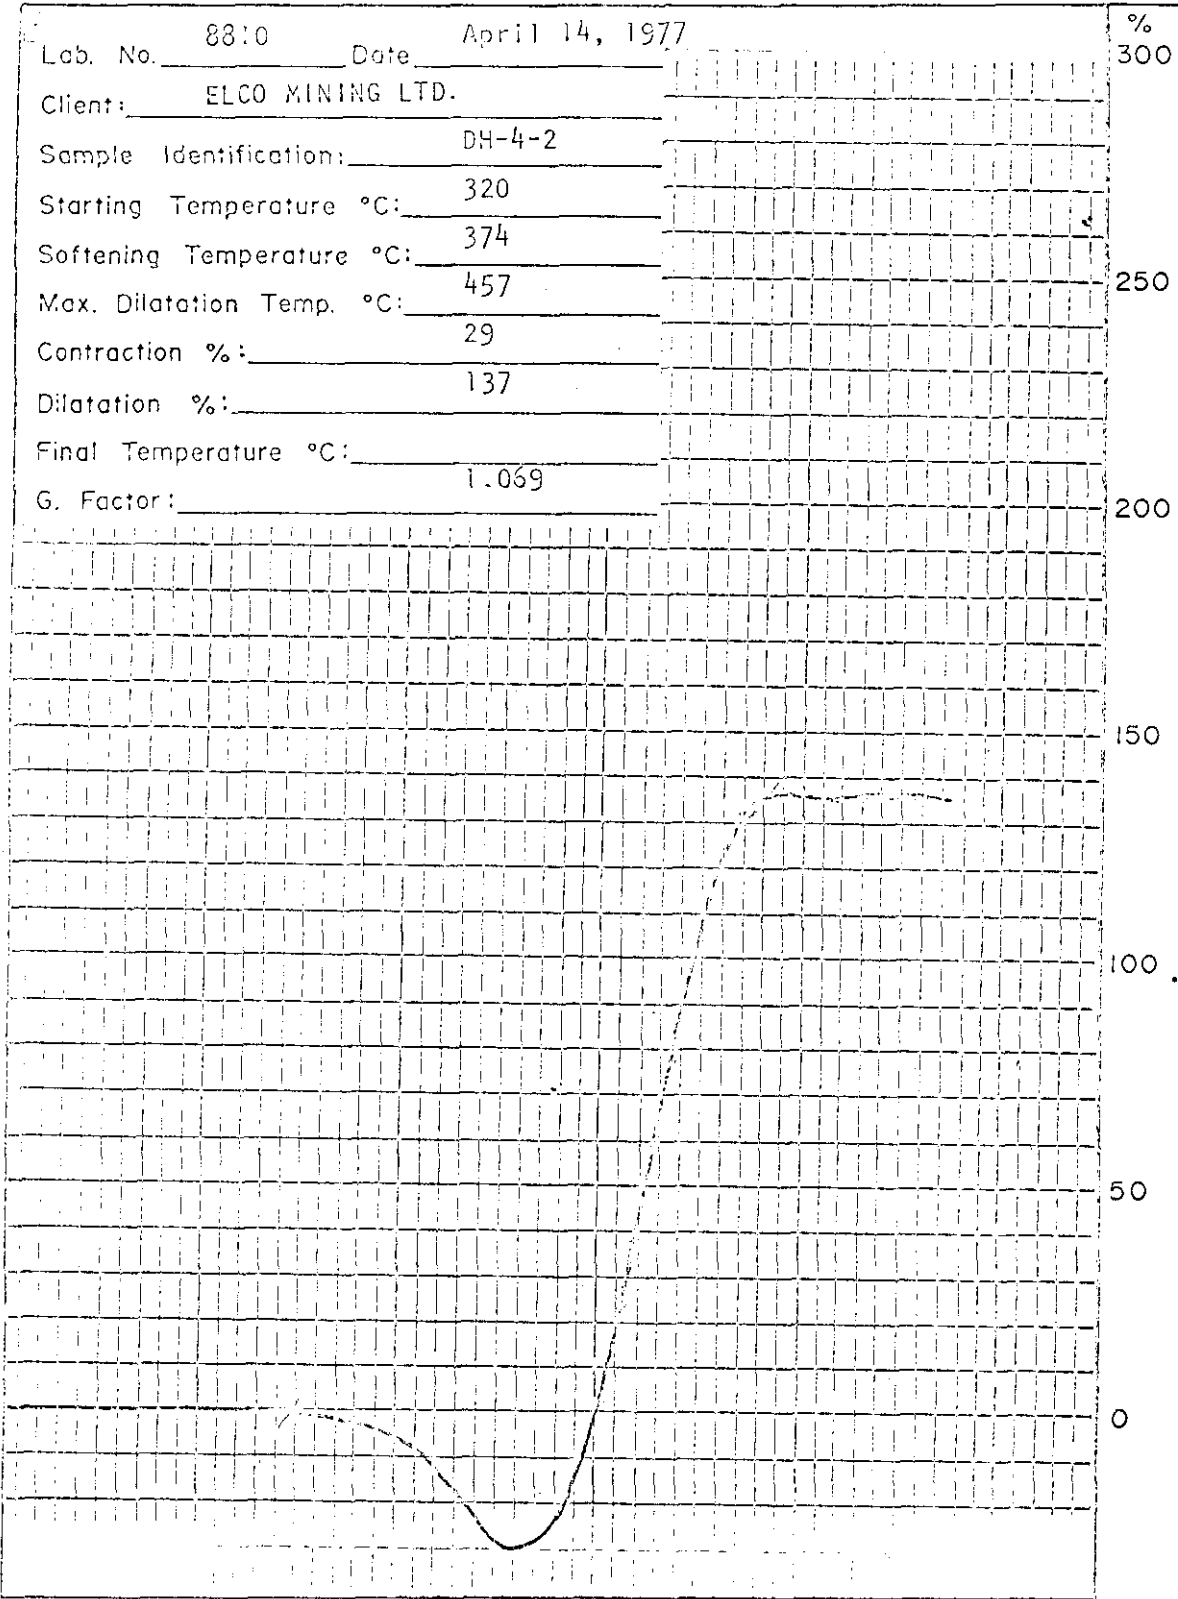 Lab. No. 8810 Date April 14, 1977
Client: ELCO MINING LTD.
Sample Identification: DH-4-2
Starting Temperature °C: 320
Softening Temperature °C: 374
Max. Dilatation Temp. °C: 457
Contraction %: 29
Dilatation %: 137
Final Temperature °C:
G. Factor: 1.069
%
300
250
200
150
100
50
0